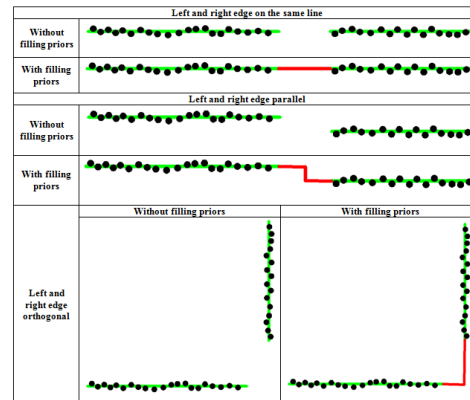 Left and right edge on the same line
Without
filling priors
With filling
priors
Left and right edge parallel
Without
filling priors
With filling
priors
Without filling priors
With filling priors
Left and
right edge
orthogonal